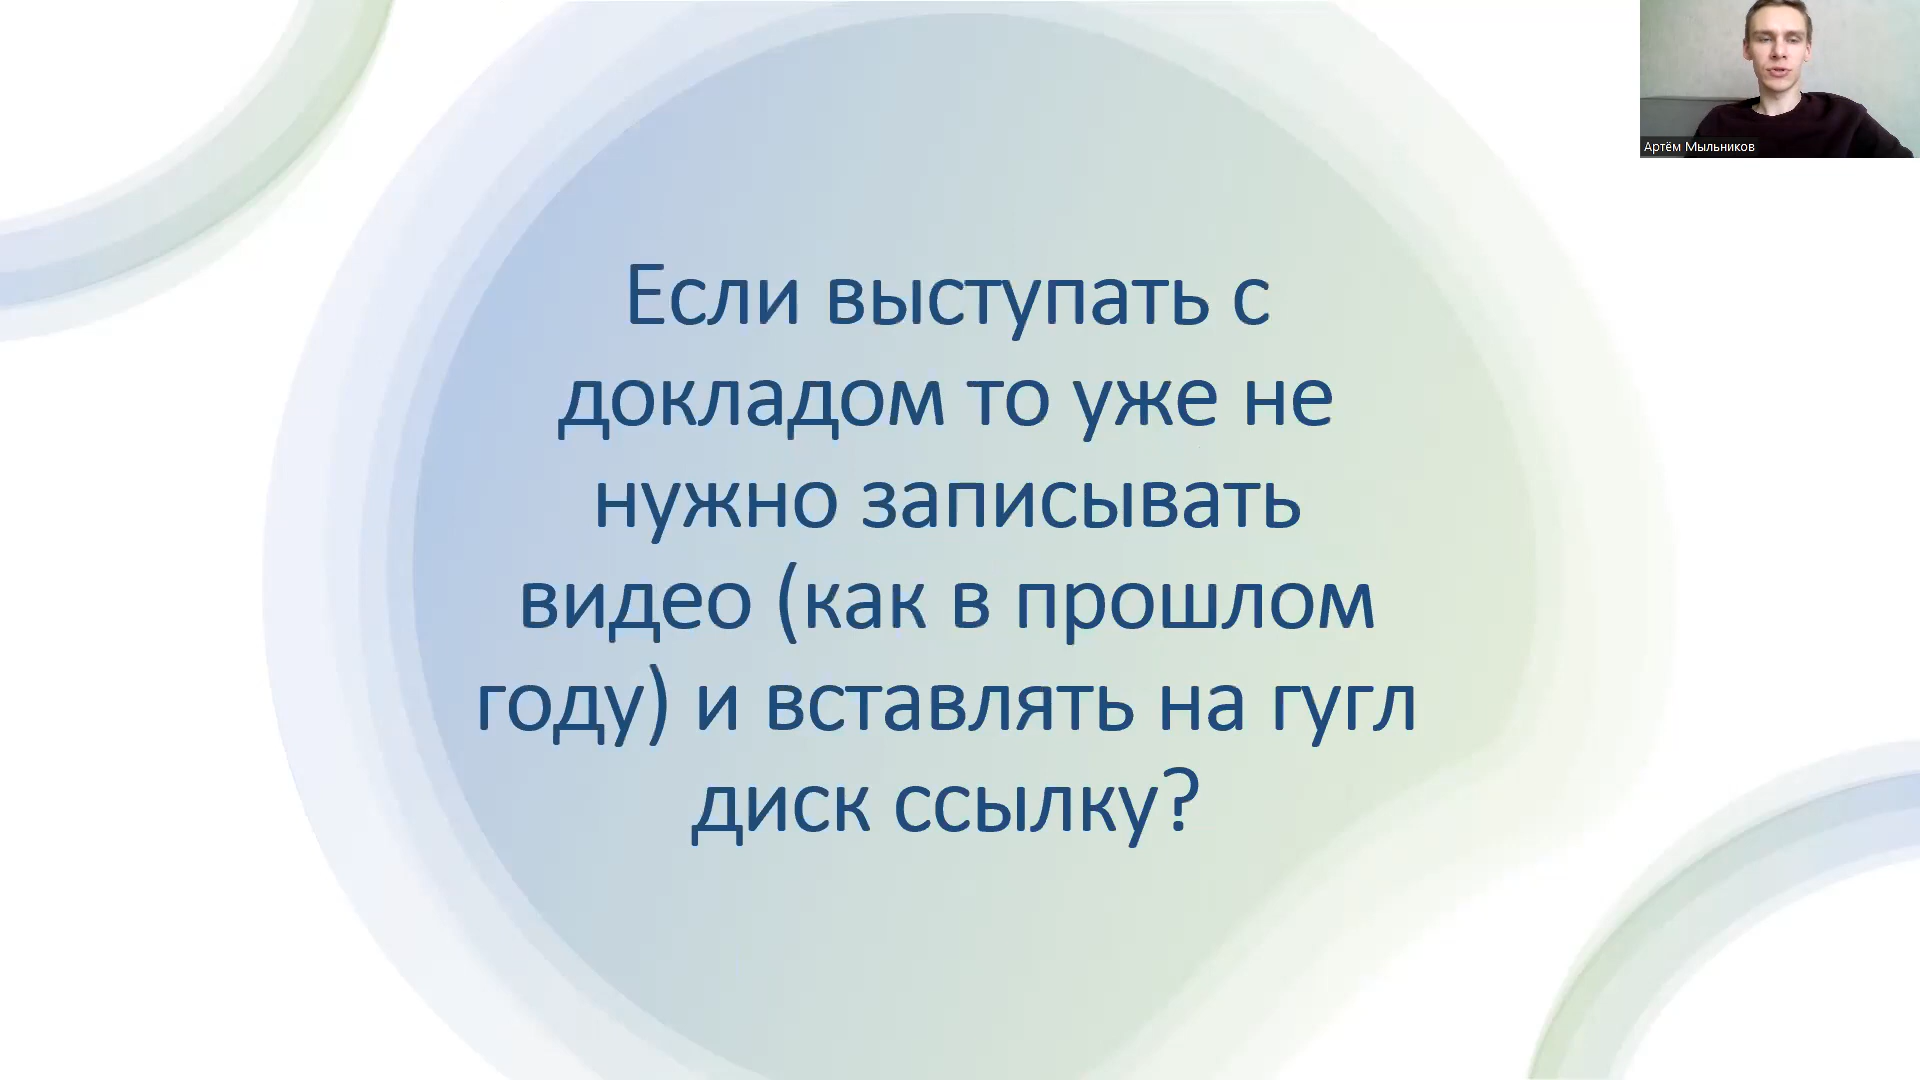 Артём Мыльников
Если выступать с
докладом то уже не
нужно записывать
видео (как в прошлом
году) и вставлять на гугл
диск ссылку?